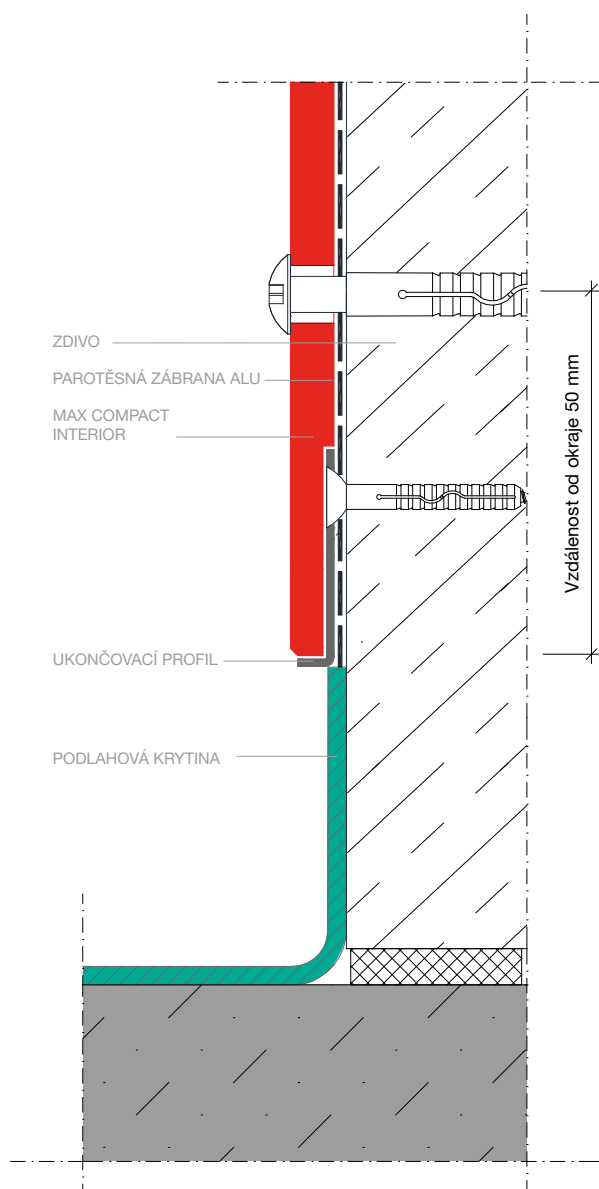 ZDIVO
PAROTĚSNÁ ZÁBRANA ALU
MAX COMPACT
INTERIOR
UKONČOVACÍ PROFIL
PODLAHOVÁ KRYTINA
Vzdálenost od okraje 50 mm